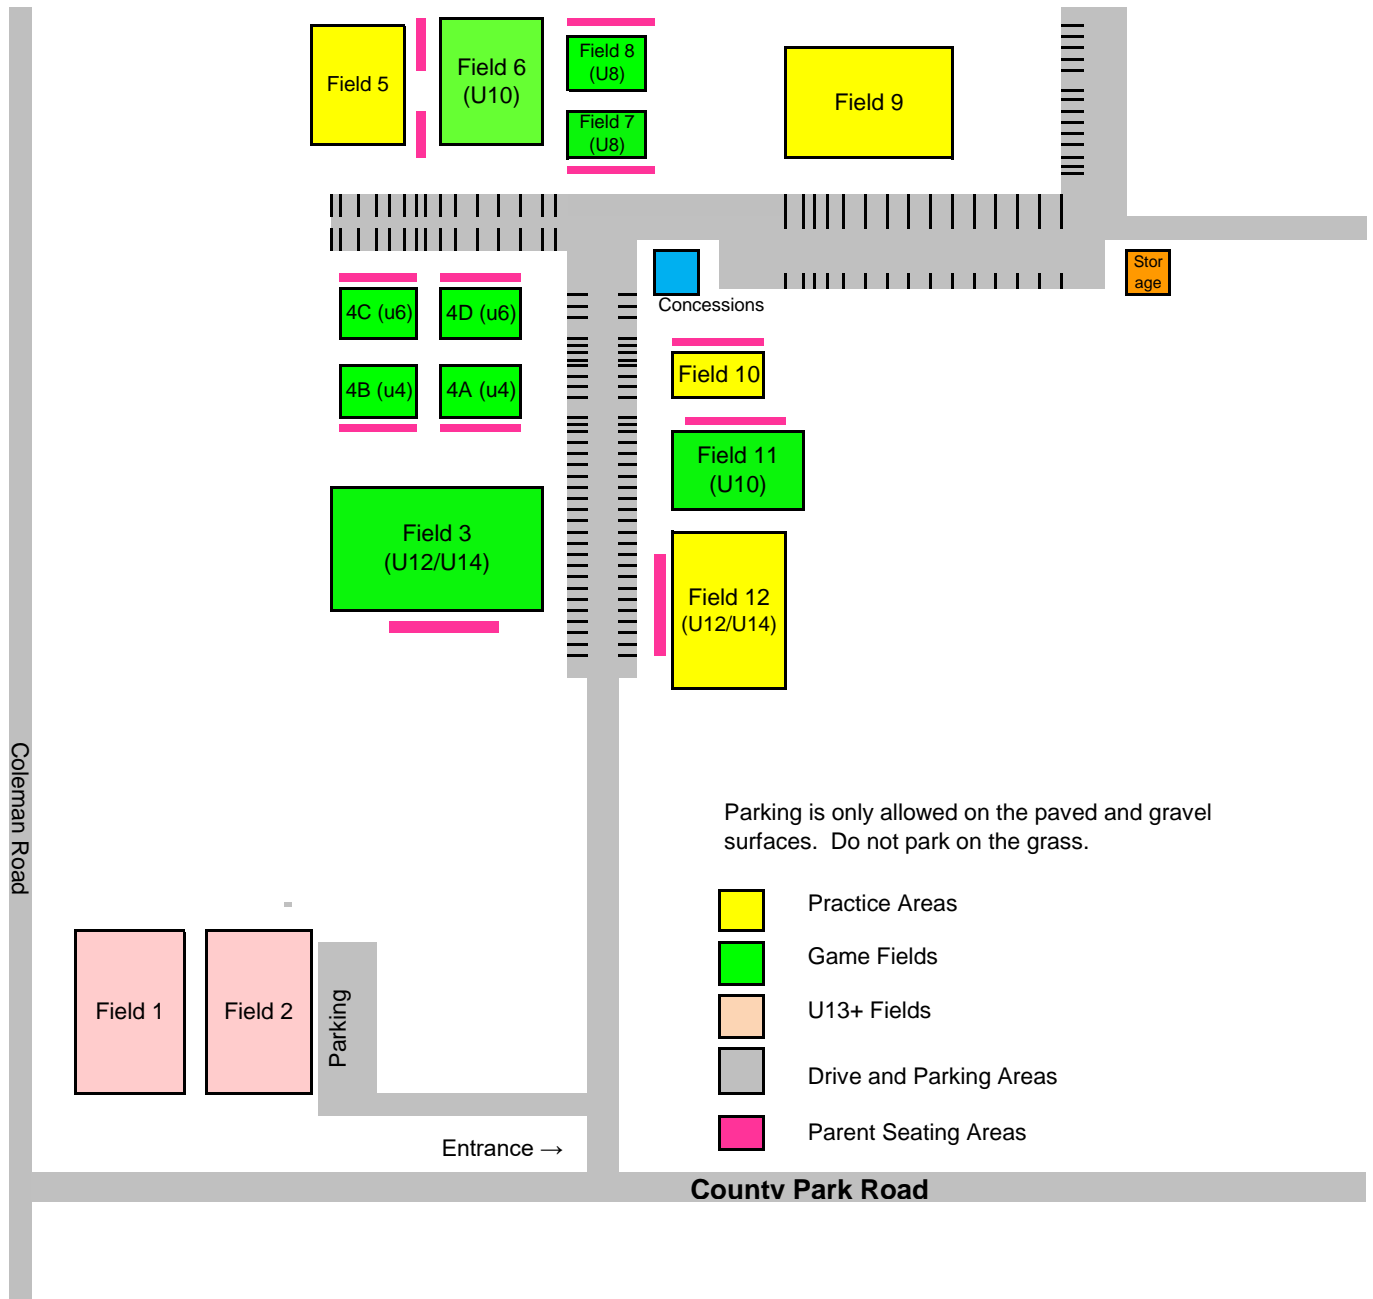 Field 5
Field 6
(U10)
Field 8
(U8)
Field 7
(U8)
Field 9
Concessions
Stor
age
4C (u6)
4D (u6)
4B (u4)
4A (u4)
Field 10
Field 11
(U10)
Field 3
(U12/U14)
Field 12
(U12/U14)
Coleman Road
Parking is only allowed on the paved and gravel
surfaces.  Do not park on the grass.
Practice Areas
Game Fields
U13+ Fields
Drive and Parking Areas
Parent Seating Areas
Field 1
Field 2
Parking
Entrance →
County Park Road